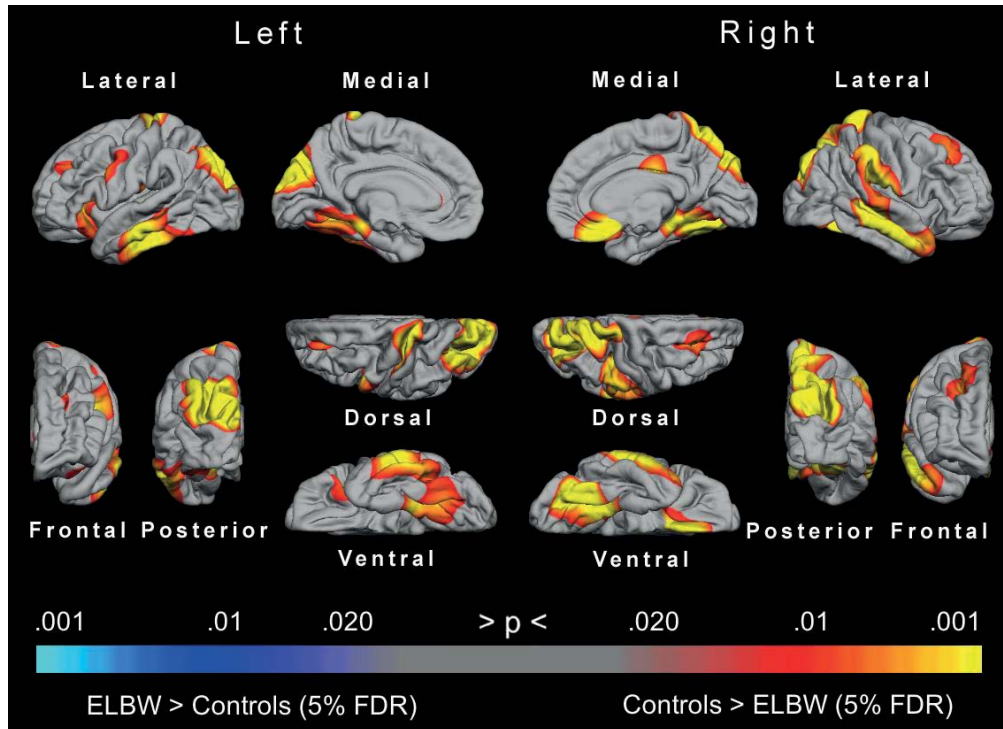 Left Right
Lateral Medial Medial Lateral
Dorsal Dorsal
Frontal Posterior Posterior Frontal
Ventral Ventral
.001 .01 .020 > p < .020 .01 .001
ELBW > Controls (5% FDR) Controls > ELBW (5% FDR)